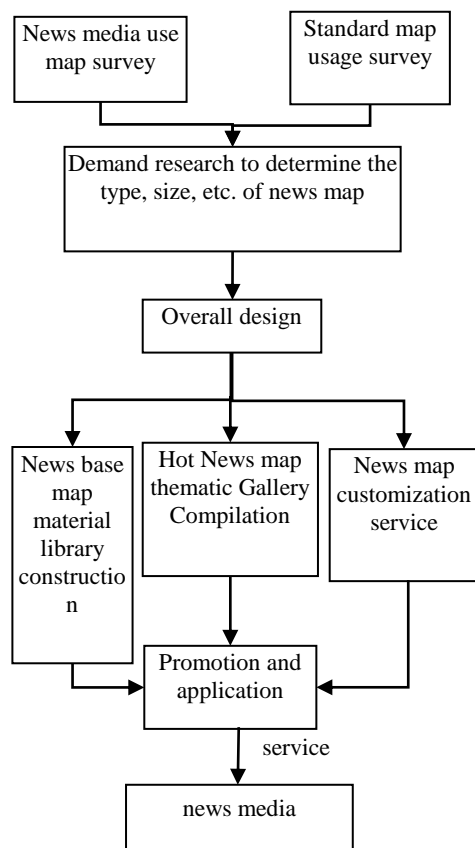 News media use
map survey
Standard map
usage survey
Demand research to determine the
type, size, etc. of news map
Overall design
News base
map
material
library
constructio
n
Hot News map
thematic Gallery
Compilation
News map
customization
service
Promotion and
application
service
news media